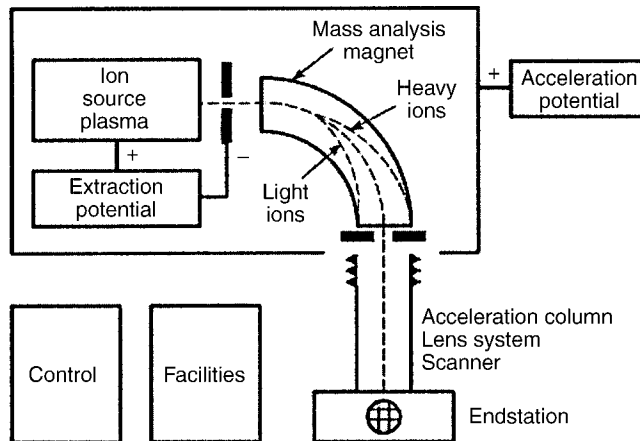 Mass analysis
magnet
Ion
source
plasma
Heavy
ions
+
Acceleration
potential
+
−
Extraction
potential
Light
ions
Acceleration column
Lens system
Scanner
Control
Facilities
Endstation